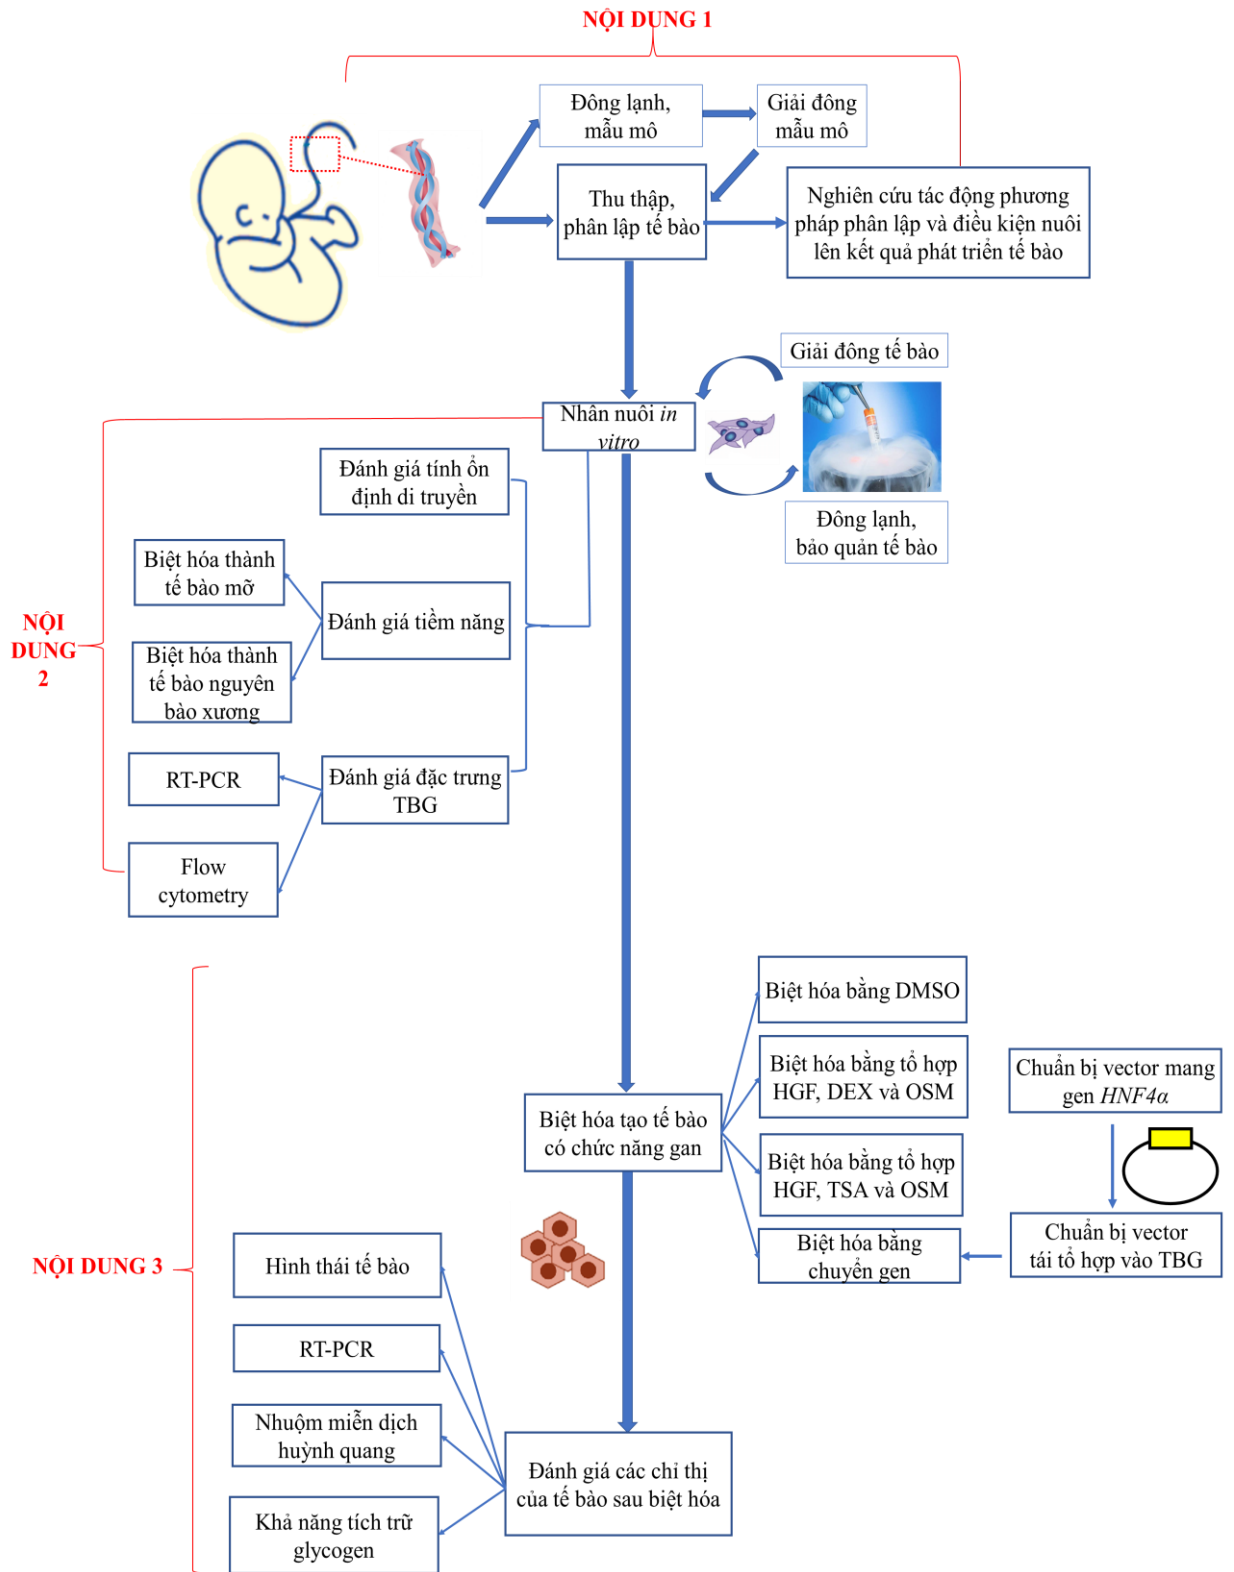 NỘI DUNG 1
Đông lạnh,
mẫu mô
Giải đông
mẫu mô
Thu thập,
phân lập tế bào
Nghiên cứu tác động phương
pháp phân lập và điều kiện nuôi
lên kết quả phát triển tế bào
Giải đông tế bào
Nhân nuôi in
vitro
Đông lạnh,
bảo quản tế bào
Đánh giá tính ổn
định di truyền
Biệt hóa thành
tế bào mỡ
Đánh giá tiềm năng
NỘI
DUNG
2
Biệt hóa thành
tế bào nguyên
bào xương
RT-PCR
Đánh giá đặc trưng
TBG
Flow
cytometry
Biệt hóa bằng DMSO
Biệt hóa bằng tổ hợp
HGF, DEX và OSM
Chuẩn bị vector mang
gen HNF4α
Biệt hóa tạo tế bào
có chức năng gan
Biệt hóa bằng tổ hợp
HGF, TSA và OSM
Biệt hóa bằng
chuyển gen
Chuẩn bị vector
tái tổ hợp vào TBG
NỘI DUNG 3
Hình thái tế bào
RT-PCR
Nhuộm miễn dịch
huỳnh quang
Đánh giá các chỉ thị
của tế bào sau biệt hóa
Khả năng tích trữ
glycogen